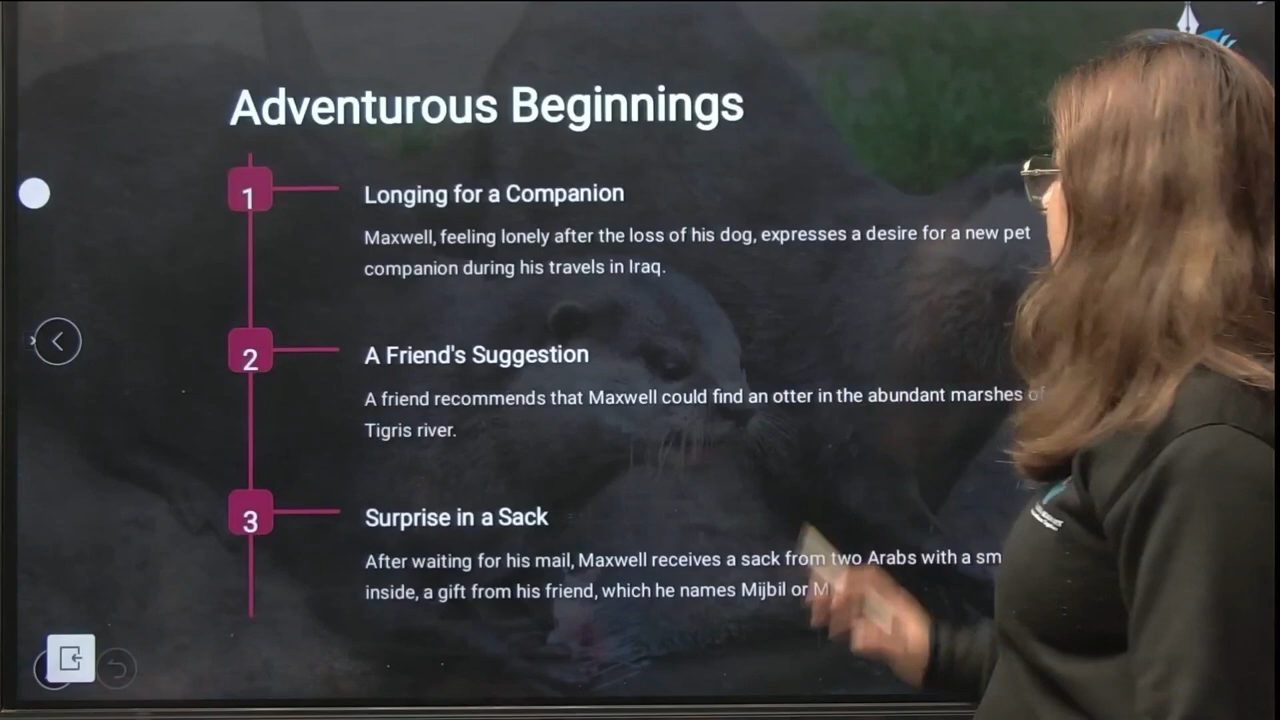 Adventurous Beginnings
1
Longing for a Companion
Maxwell, feeling lonely after the loss of his dog, expresses a desire for a new pet
companion during his travels in Iraq.
2
A Friend's Suggestion
A friend recommends that Maxwell could find an otter in the abundant marshes of
Tigris river.
3
Surprise in a Sack
After waiting for his mail, Maxwell receives a sack from two Arabs with a
inside, a gift from his friend, which he names Mijbil or